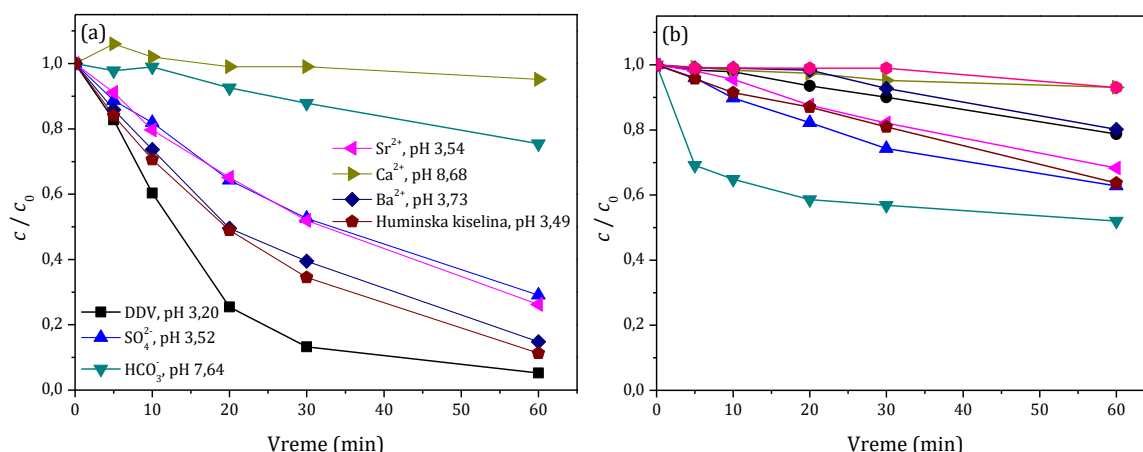 (a)
1,0
0,8
0,6
0,4
0,2
0,0
c / c₀
0 10 20 30 40 50 60
Vreme (min)
Sr²⁺, pH 3,54
Ca²⁺, pH 8,68
Ba²⁺, pH 3,73
Huminska kiselina, pH 3,49
DDV, pH 3,20
SO₄²⁻, pH 3,52
HCO₃⁻, pH 7,64
(b)
1,0
0,8
0,6
0,4
0,2
0,0
c / c₀
0 10 20 30 40 50 60
Vreme (min)